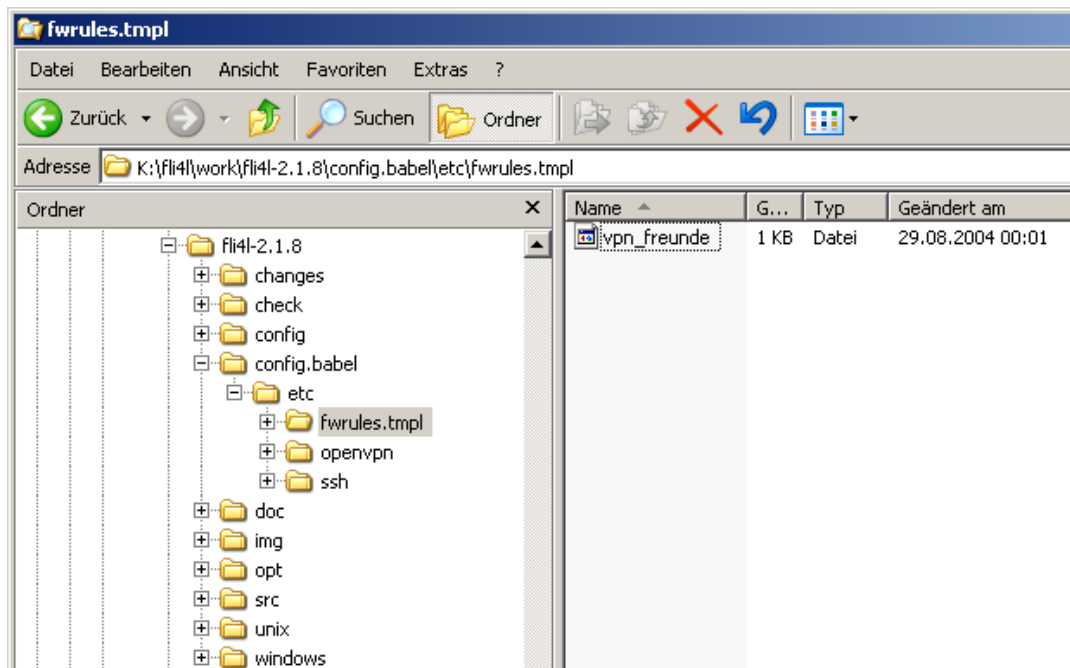 fwrules.tmpl
Datei Bearbeiten Ansicht Favoriten Extras ?
Zurück Suchen Ordner
Adresse K:\fli4l\work\fli4l-2.1.8\config.babel\etc\fwrules.tmpl
Ordner
fli4l-2.1.8
changes
check
config
config.babel
etc
fwrules.tmpl
openvpn
ssh
doc
img
opt
src
unix
windows
Name G... Typ Geändert am
vpn_freunde 1 KB Datei 29.08.2004 00:01